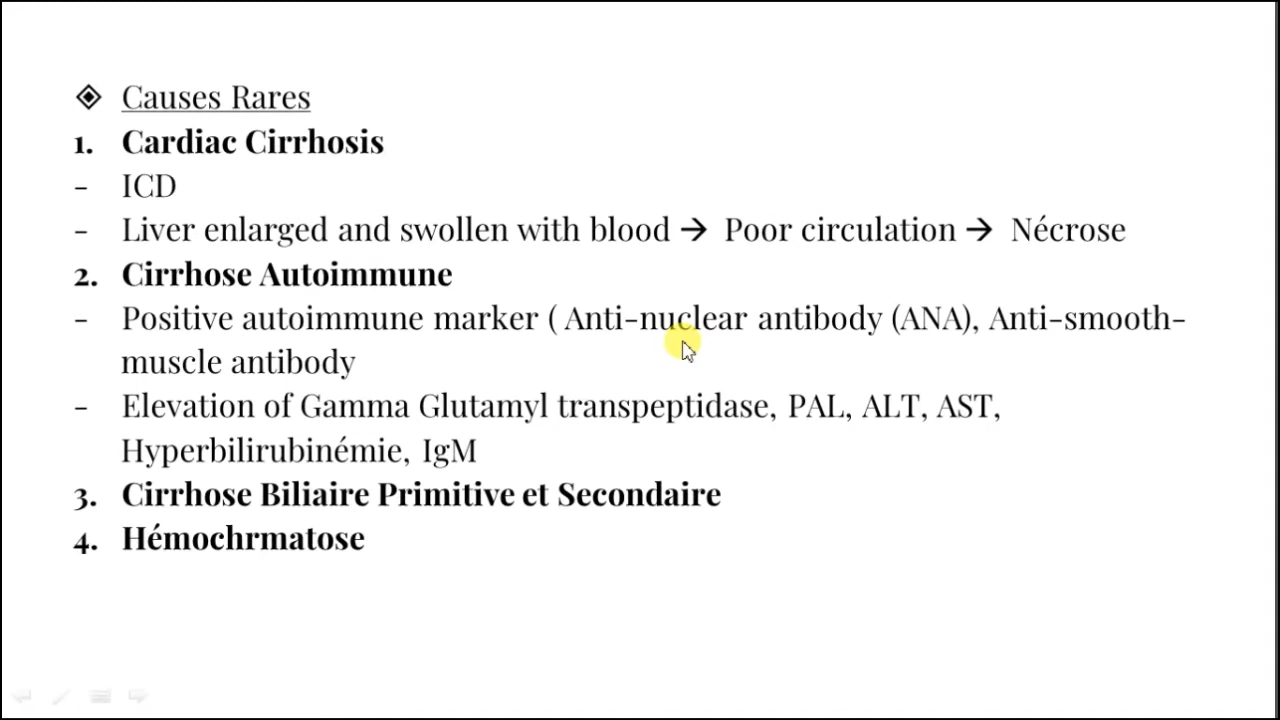 ◈ Causes Rares
1. Cardiac Cirrhosis
- ICD
- Liver enlarged and swollen with blood → Poor circulation → Nécrose
2. Cirrhose Autoimmune
- Positive autoimmune marker ( Anti-nuclear antibody (ANA), Anti-smooth-
muscle antibody
- Elevation of Gamma Glutamyl transpeptidase, PAL, ALT, AST,
Hyperbilirubinémie, IgM
3. Cirrhose Biliaire Primitive et Secondaire
4. Hémochrmatose